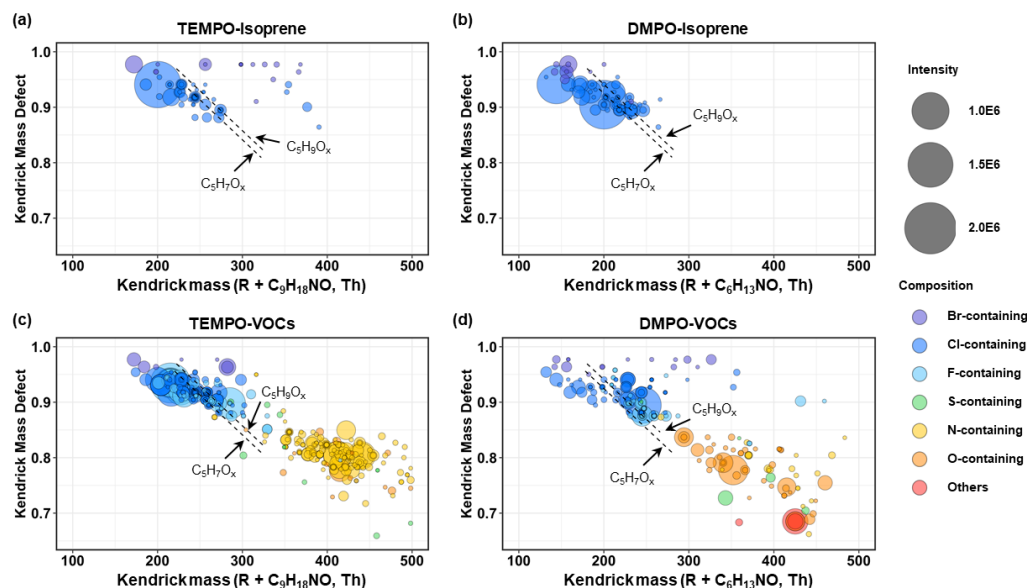 (a)
TEMPO-Isoprene
Kendrick Mass Defect
1.0
0.9
0.8
0.7
C₅H₉Oₓ
C₅H₇Oₓ
100
200
300
400
500
Kendrick mass (R + C₉H₁₈NO, Th)
(b)
DMPO-Isoprene
Kendrick Mass Defect
1.0
0.9
0.8
0.7
C₅H₉Oₓ
C₅H₇Oₓ
100
200
300
400
500
Kendrick mass (R + C₆H₁₃NO, Th)
(c)
TEMPO-VOCs
Kendrick Mass Defect
1.0
0.9
0.8
0.7
C₅H₉Oₓ
C₅H₇Oₓ
100
200
300
400
500
Kendrick mass (R + C₉H₁₈NO, Th)
(d)
DMPO-VOCs
Kendrick Mass Defect
1.0
0.9
0.8
0.7
C₅H₉Oₓ
C₅H₇Oₓ
100
200
300
400
500
Kendrick mass (R + C₆H₁₃NO, Th)
Intensity
1.0E6
1.5E6
2.0E6
Composition
Br-containing
Cl-containing
F-containing
S-containing
N-containing
O-containing
Others